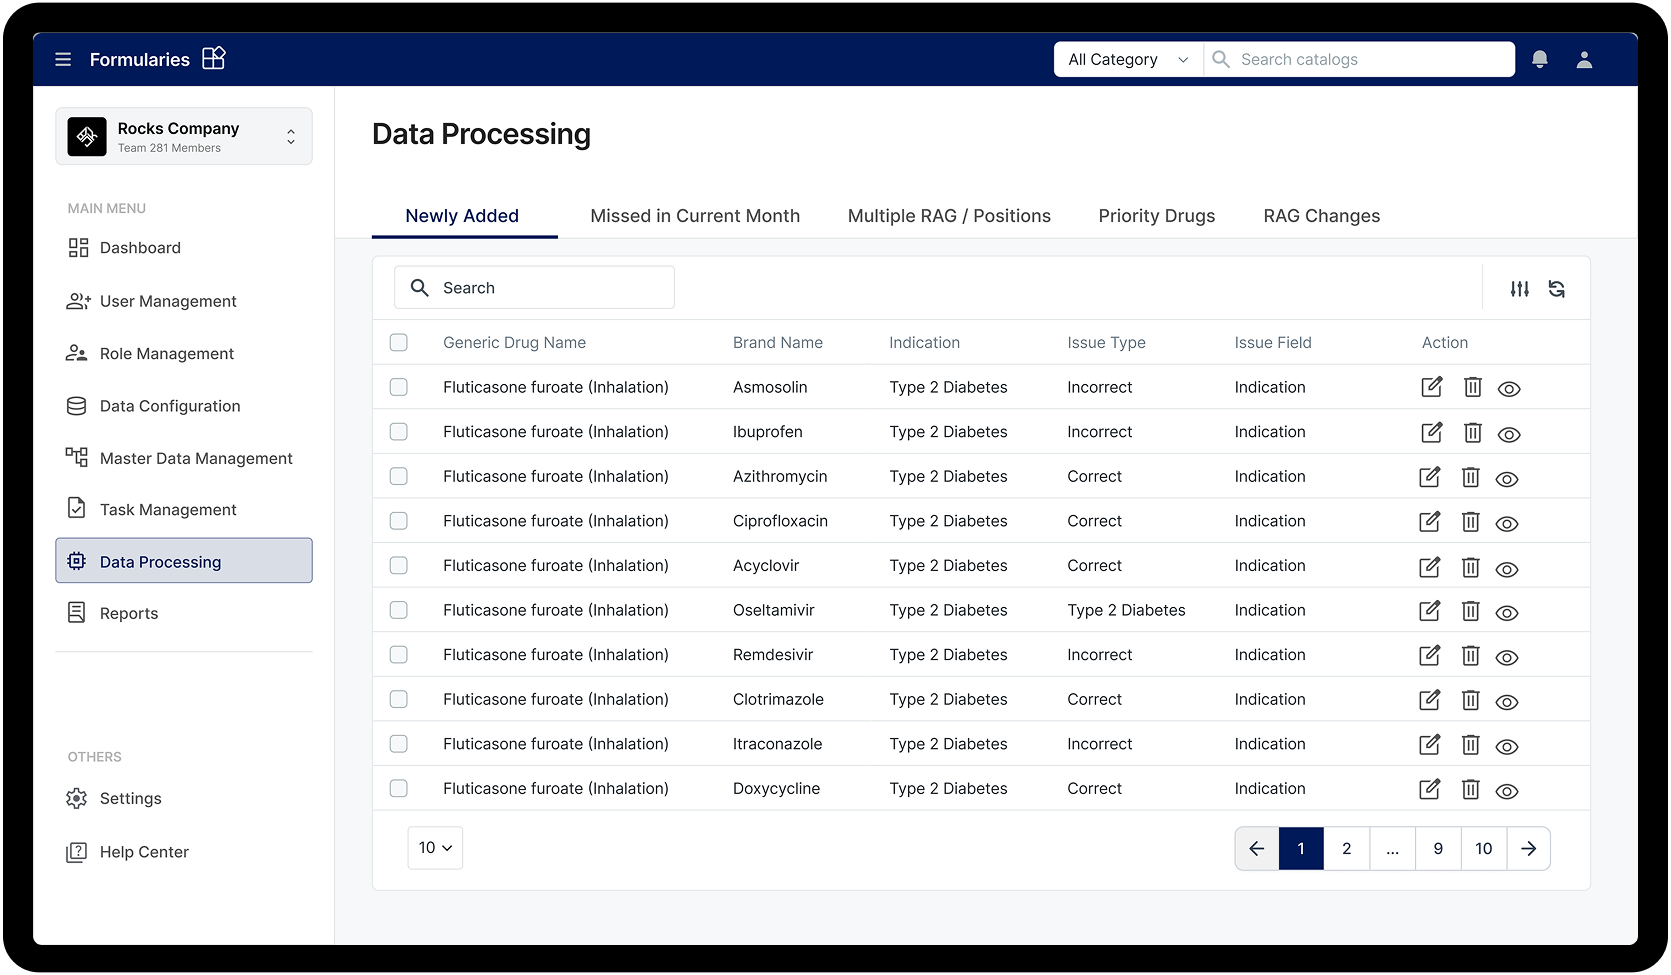 Formularies
All Category
Search catalogs
Rocks Company
Team 281 Members
MAIN MENU
Dashboard
User Management
Role Management
Data Configuration
Master Data Management
Task Management
Data Processing
Reports
OTHERS
Settings
Help Center
Data Processing
Newly Added Missed in Current Month Multiple RAG / Positions Priority Drugs RAG Changes
Search
Generic Drug Name Brand Name Indication Issue Type Issue Field Action
Fluticasone furoate (Inhalation) Asmosolin Type 2 Diabetes Incorrect Indication
Fluticasone furoate (Inhalation) Ibuprofen Type 2 Diabetes Incorrect Indication
Fluticasone furoate (Inhalation) Azithromycin Type 2 Diabetes Correct Indication
Fluticasone furoate (Inhalation) Ciprofloxacin Type 2 Diabetes Correct Indication
Fluticasone furoate (Inhalation) Acyclovir Type 2 Diabetes Correct Indication
Fluticasone furoate (Inhalation) Oseltamivir Type 2 Diabetes Type 2 Diabetes Indication
Fluticasone furoate (Inhalation) Remdesivir Type 2 Diabetes Incorrect Indication
Fluticasone furoate (Inhalation) Clotrimazole Type 2 Diabetes Correct Indication
Fluticasone furoate (Inhalation) Itraconazole Type 2 Diabetes Incorrect Indication
Fluticasone furoate (Inhalation) Doxycycline Type 2 Diabetes Correct Indication
10
1 2 ... 9 10